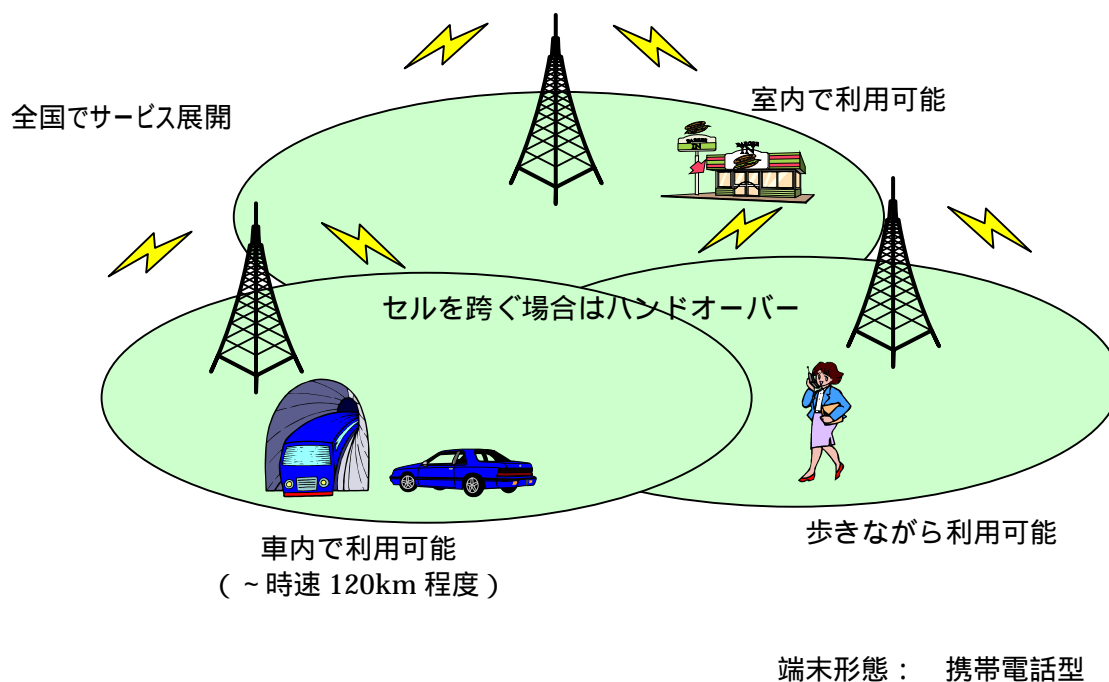 全国でサービス展開
室内で利用可能
セルを跨ぐ場合はハンドオーバー
車内で利用可能
(~時速 120km 程度)
歩きながら利用可能
端末形態: 携帯電話型